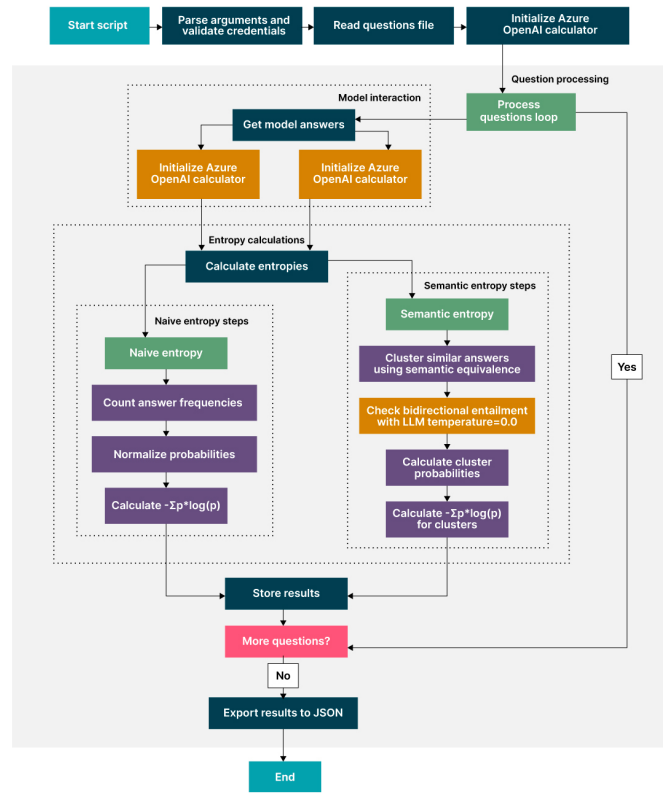 Start script
Parse arguments and
validate credentials
Read questions file
Initialize Azure
OpenAI calculator
Question processing
Process
questions loop
Model interaction
Get model answers
Initialize Azure
OpenAI calculator
Initialize Azure
OpenAI calculator
Entropy calculations
Calculate entropies
Naive entropy steps
Naive entropy
Count answer frequencies
Normalize probabilities
Calculate -Σp*log(p)
Semantic entropy steps
Semantic entropy
Cluster similar answers
using semantic equivalence
Check bidirectional entailment
with LLM temperature=0.0
Calculate cluster
probabilities
Calculate -Σp*log(p)
for clusters
Yes
Store results
More questions?
No
Export results to JSON
End